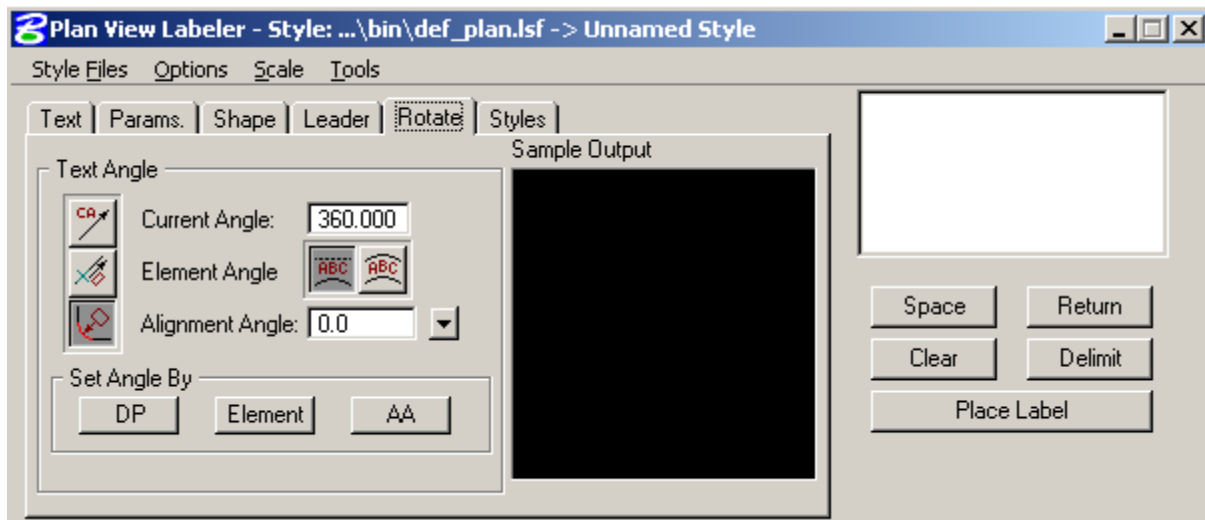 Plan View Labeler - Style: ...\bin\def_plan.lsf -> Unnamed Style
Style Files Options Scale Tools
Text Params. Shape Leader Rotate Styles
Sample Output
Text Angle
CA
Current Angle: 360.000
Element Angle ABC ABC
Alignment Angle: 0.0
Set Angle By
DP Element AA
Space Return
Clear Delimit
Place Label